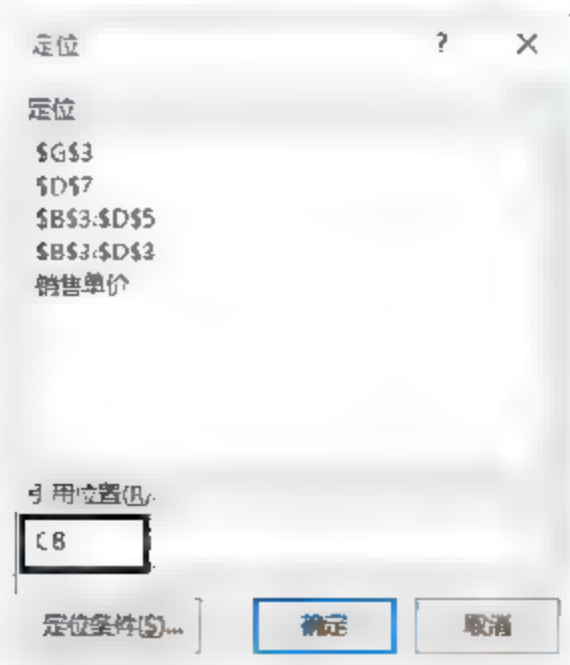 定位 ? ×
定位
$G$3
$D$7
$B$3:$D$5
$B$3:$D$3
销售单价
引用位置(R):
C8
定位条件(S)... 确定 取消